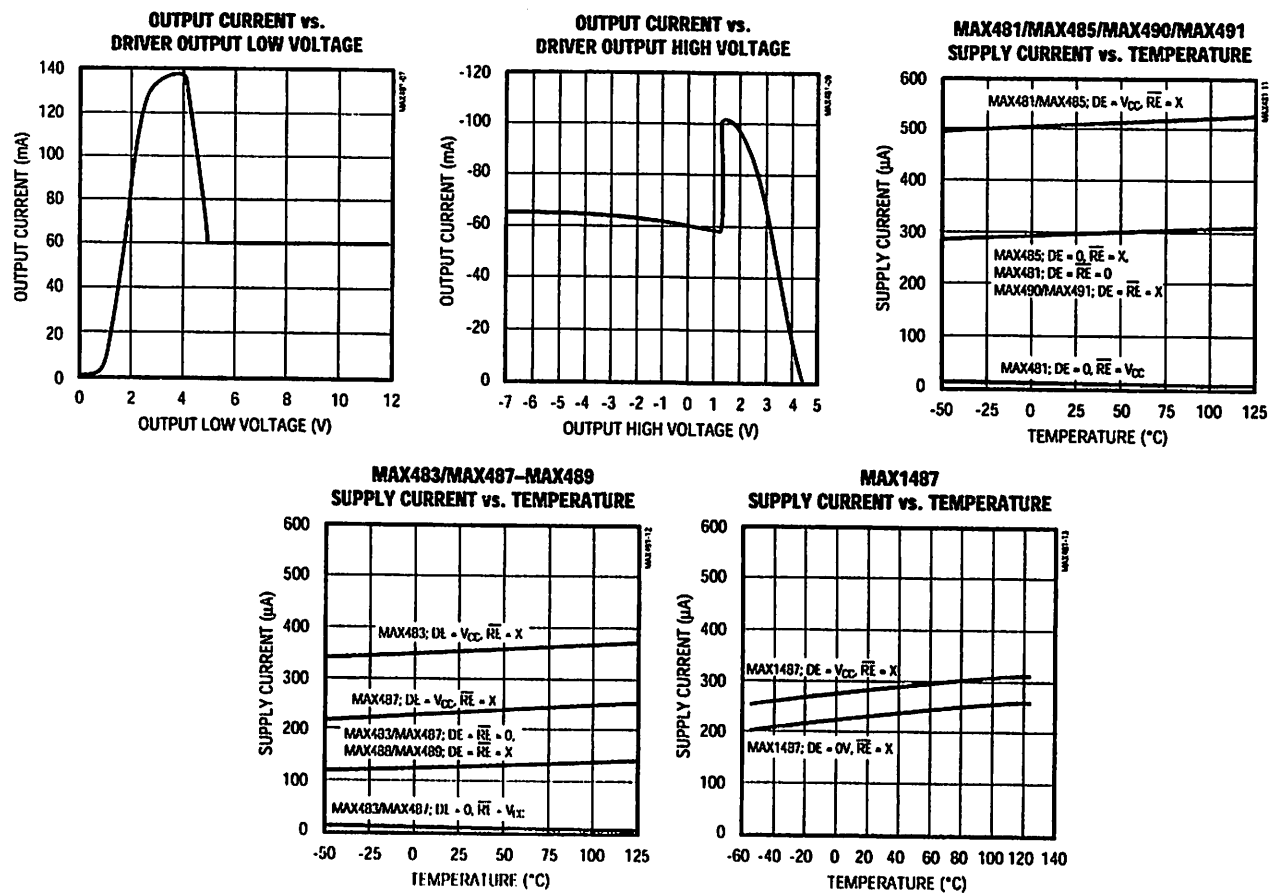 OUTPUT CURRENT vs.
DRIVER OUTPUT LOW VOLTAGE
140
120
100
80
60
40
20
0
OUTPUT CURRENT (mA)
0 2 4 6 8 10 12
OUTPUT LOW VOLTAGE (V)
OUTPUT CURRENT vs.
DRIVER OUTPUT HIGH VOLTAGE
-120
-100
-80
-60
-40
-20
0
OUTPUT CURRENT (mA)
-7 -6 -5 -4 -3 -2 -1 0 1 2 3 4 5
OUTPUT HIGH VOLTAGE (V)
MAX481/MAX485/MAX490/MAX491
SUPPLY CURRENT vs. TEMPERATURE
MAX481 11
600
500
400
300
200
100
0
SUPPLY CURRENT (µA)
MAX481/MAX485; DE = VCC, RE = X
MAX485; DE = 0, RE = X,
MAX481; DE = RE = 0
MAX490/MAX491; DE = RE = X
MAX481; DE = 0, RE = VCC
-50 -25 0 25 50 75 100 125
TEMPERATURE (°C)
MAX483/MAX487–MAX489
SUPPLY CURRENT vs. TEMPERATURE
MAX481-12
600
500
400
300
200
100
0
SUPPLY CURRENT (µA)
MAX483; DE = VCC, RE = X
MAX487; DE = VCC, RE = X
MAX483/MAX487; DE = RE = 0,
MAX488/MAX489; DE = RE = X
MAX483/MAX487; DE = 0, RE = VCC
-50 -25 0 25 50 75 100 125
TEMPERATURE (°C)
MAX1487
SUPPLY CURRENT vs. TEMPERATURE
MAX481-13
600
500
400
300
200
100
0
SUPPLY CURRENT (µA)
MAX1487; DE = VCC, RE = X
MAX1487; DE = 0V, RE = X
-60 -40 -20 0 20 40 60 80 100 120 140
TEMPERATURE (°C)